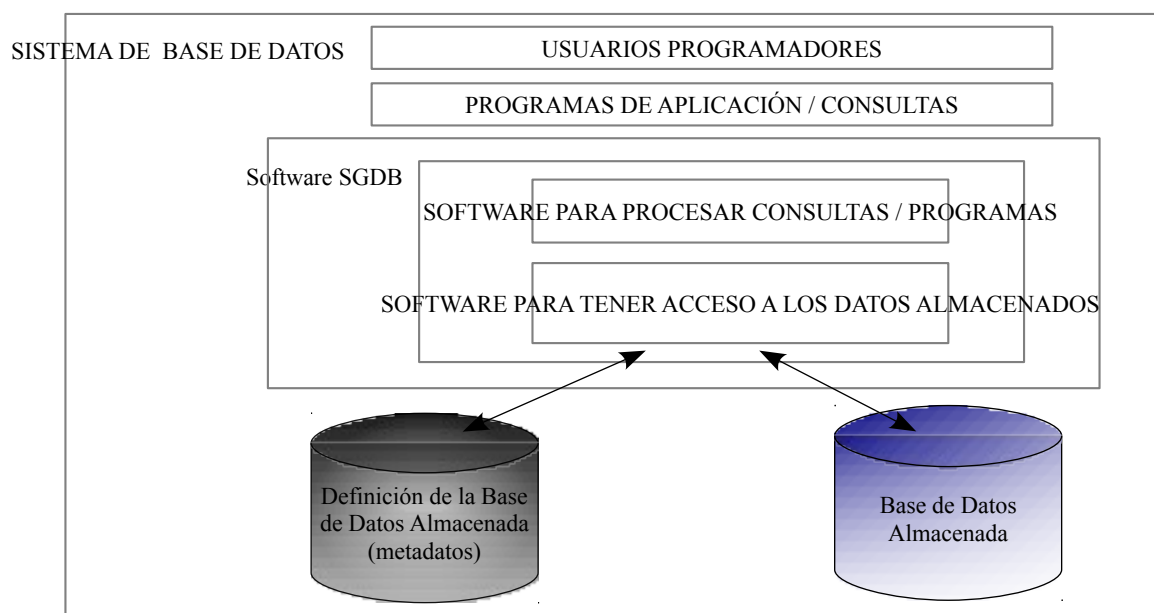 SISTEMA DE BASE DE DATOS
USUARIOS PROGRAMADORES
PROGRAMAS DE APLICACIÓN / CONSULTAS
Software SGDB
SOFTWARE PARA PROCESAR CONSULTAS / PROGRAMAS
SOFTWARE PARA TENER ACCESO A LOS DATOS ALMACENADOS
Definición de la Base
de Datos Almacenada
(metadatos)
Base de Datos
Almacenada